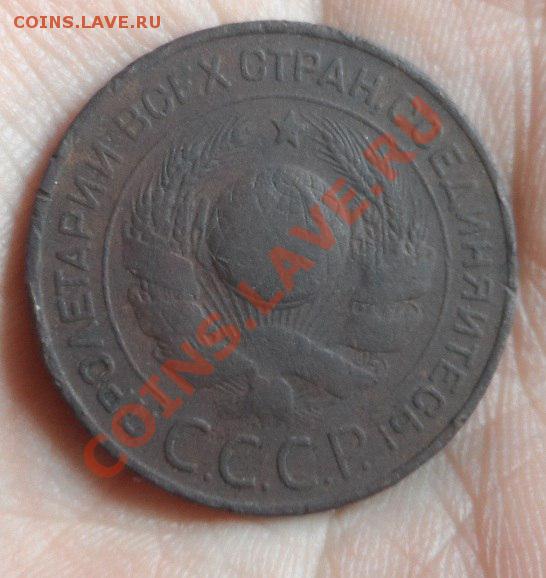 COINS.LAVE.RU
ПРОЛЕТАРИИ ВСЕХ СТРАН, СОЕДИНЯЙТЕСЬ
С.С.С.Р.
COINS.LAVE.RU